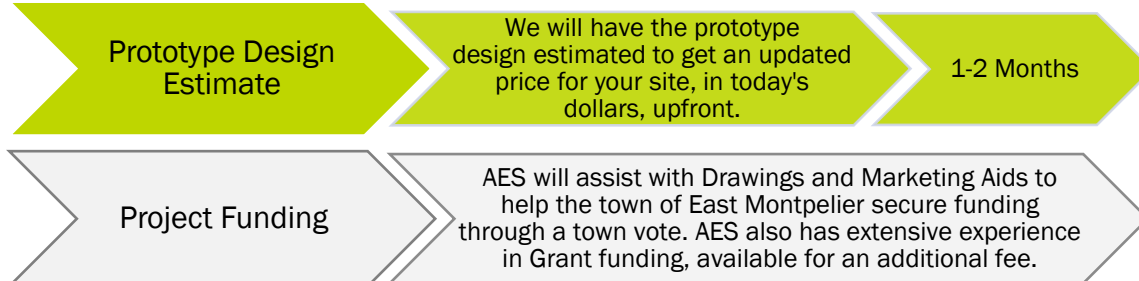 Prototype Design
Estimate
We will have the prototype
design estimated to get an updated
price for your site, in today's
dollars, upfront.
1-2 Months
Project Funding
AES will assist with Drawings and Marketing Aids to
help the town of East Montpelier secure funding
through a town vote. AES also has extensive experience
in Grant funding, available for an additional fee.